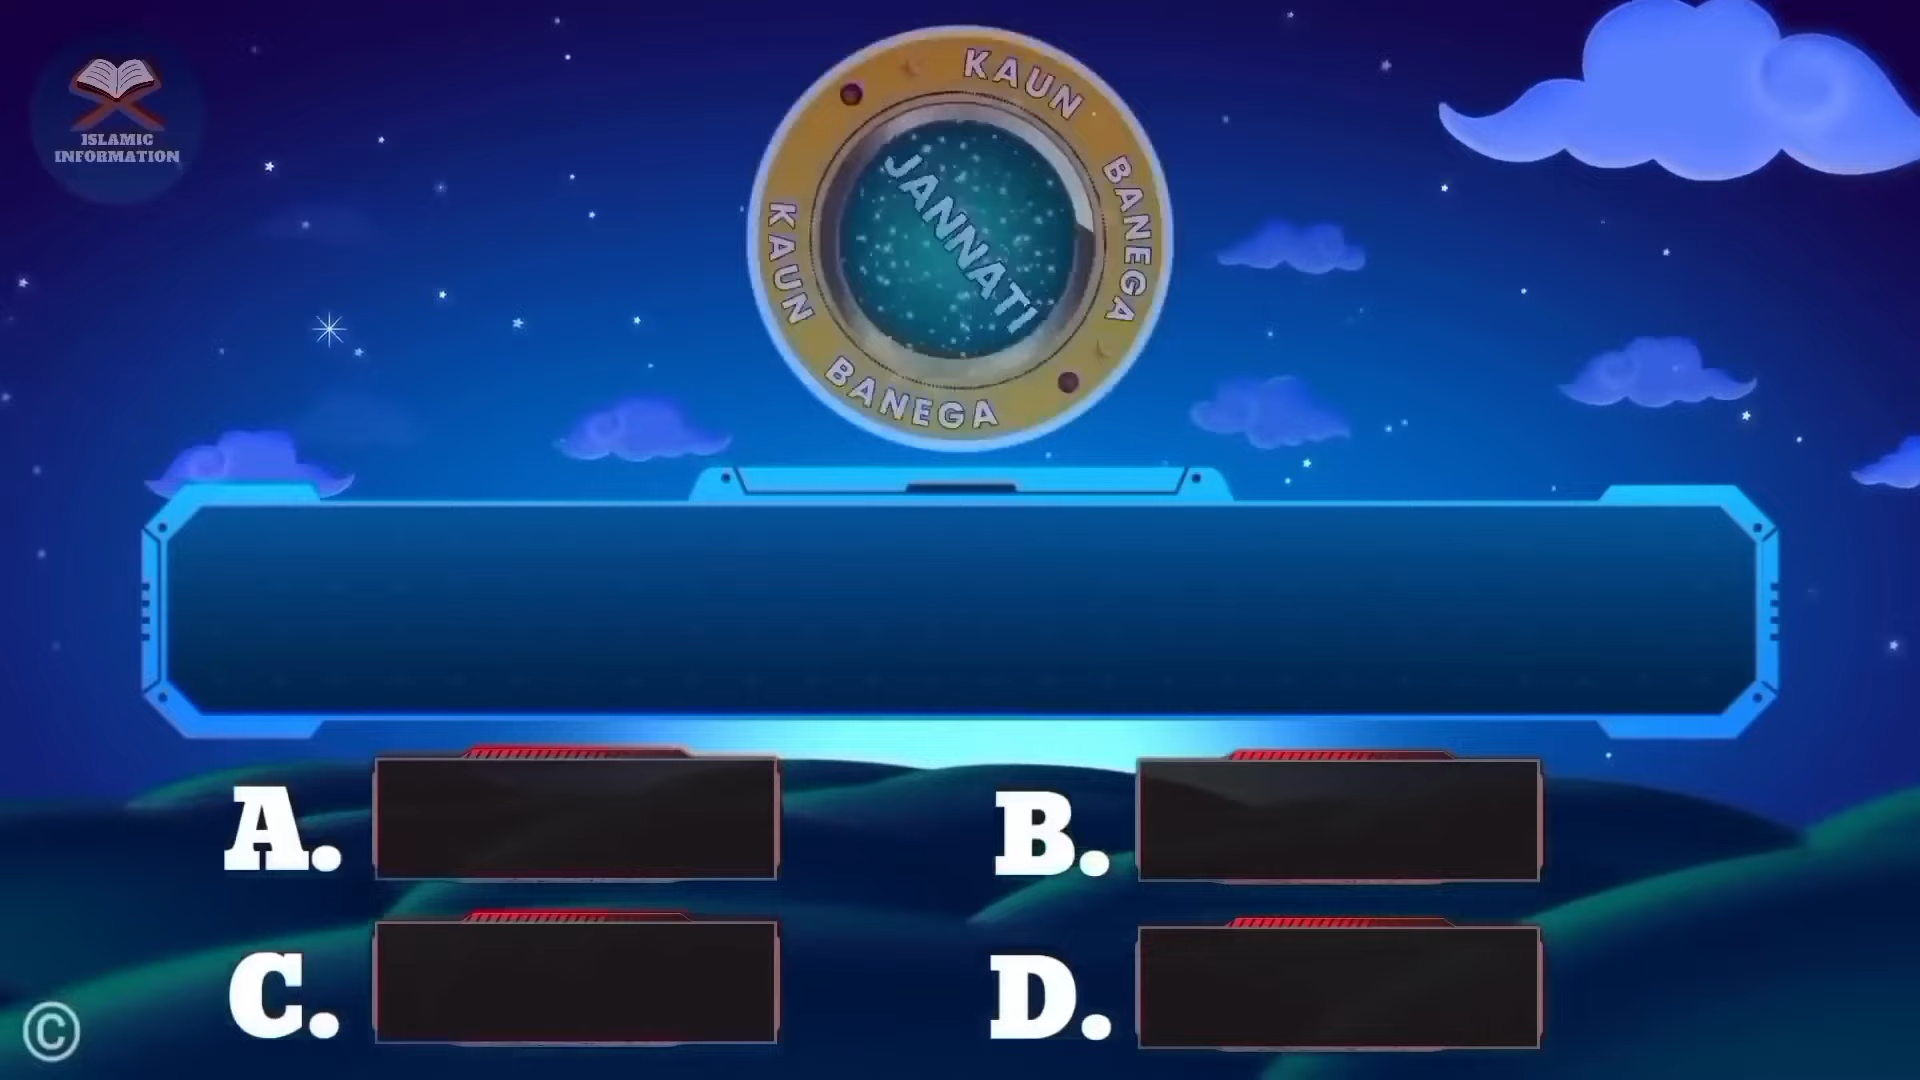 ISLAMIC
INFORMATION
KAUN
BANEGA
JANNATI
KAUN
BANEGA
A.
B.
C.
D.
©